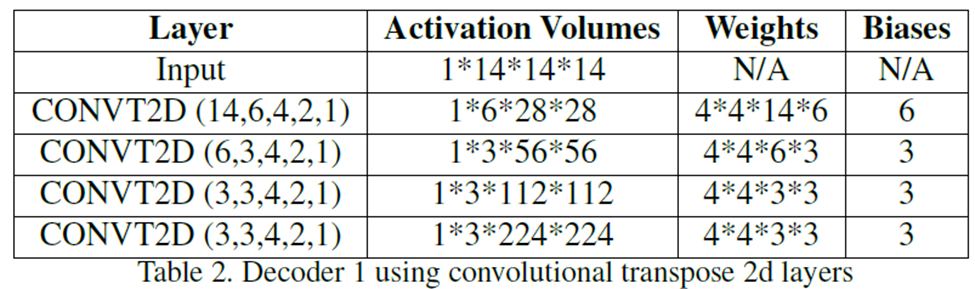 Layer Activation Volumes Weights Biases
Input 1*14*14*14 N/A N/A
CONVT2D (14,6,4,2,1) 1*6*28*28 4*4*14*6 6
CONVT2D (6,3,4,2,1) 1*3*56*56 4*4*6*3 3
CONVT2D (3,3,4,2,1) 1*3*112*112 4*4*3*3 3
CONVT2D (3,3,4,2,1) 1*3*224*224 4*4*3*3 3
Table 2. Decoder 1 using convolutional transpose 2d layers